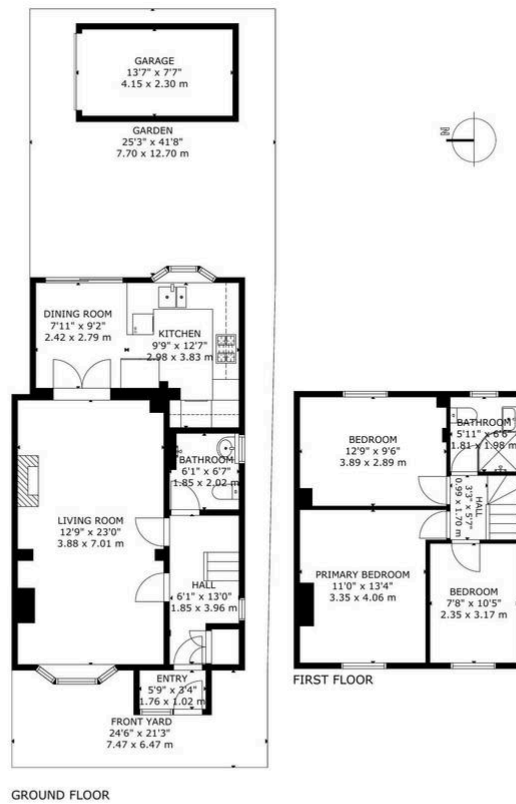 GARAGE
13'7" x 7'7"
4.15 x 2.30 m
GARDEN
25'3" x 41'8"
7.70 x 12.70 m
N
DINING ROOM
7'11" x 9'2"
2.42 x 2.79 m
KITCHEN
9'9" x 12'7"
2.98 x 3.83 m
BATHROOM
6'1" x 6'7"
1.85 x 2.02 m
LIVING ROOM
12'9" x 23'0"
3.88 x 7.01 m
HALL
6'1" x 13'0"
1.85 x 3.96 m
ENTRY
5'9" x 3'4"
1.76 x 1.02 m
FRONT YARD
24'6" x 21'3"
7.47 x 6.47 m
GROUND FLOOR
BEDROOM
12'9" x 9'6"
3.89 x 2.89 m
BATHROOM
5'11" x 6'6"
1.81 x 1.98 m
HALL
3'3" x 5'7"
0.99 x 1.70 m
PRIMARY BEDROOM
11'0" x 13'4"
3.35 x 4.06 m
BEDROOM
7'8" x 10'5"
2.35 x 3.17 m
FIRST FLOOR